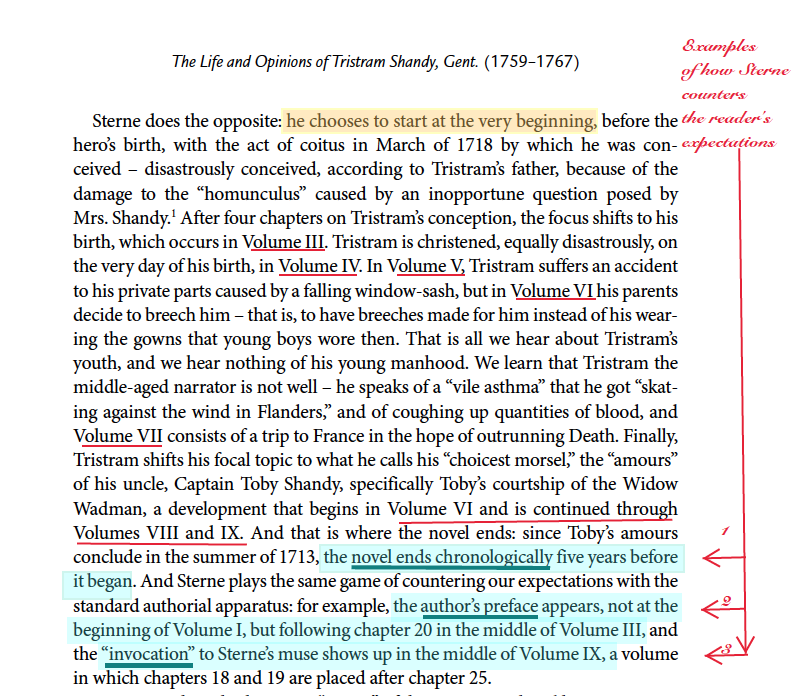 The Life and Opinions of Tristram Shandy, Gent. (1759–1767)
Examples
of how Sterne
counters
the reader's
expectations
Sterne does the opposite: he chooses to start at the very beginning, before the
hero's birth, with the act of coitus in March of 1718 by which he was con-
ceived – disastrously conceived, according to Tristram's father, because of the
damage to the “homunculus” caused by an inopportune question posed by
Mrs. Shandy.¹ After four chapters on Tristram's conception, the focus shifts to his
birth, which occurs in Volume III. Tristram is christened, equally disastrously, on
the very day of his birth, in Volume IV. In Volume V, Tristram suffers an accident
to his private parts caused by a falling window-sash, but in Volume VI his parents
decide to breech him – that is, to have breeches made for him instead of his wear-
ing the gowns that young boys wore then. That is all we hear about Tristram's
youth, and we hear nothing of his young manhood. We learn that Tristram the
middle-aged narrator is not well – he speaks of a “vile asthma” that he got “skat-
ing against the wind in Flanders,” and of coughing up quantities of blood, and
Volume VII consists of a trip to France in the hope of outrunning Death. Finally,
Tristram shifts his focal topic to what he calls his “choicest morsel,” the “amours”
of his uncle, Captain Toby Shandy, specifically Toby's courtship of the Widow
Wadman, a development that begins in Volume VI and is continued through
Volumes VIII and IX. And that is where the novel ends: since Toby's amours
1
conclude in the summer of 1713, the novel ends chronologically five years before
it began. And Sterne plays the same game of countering our expectations with the
standard authorial apparatus: for example, the author's preface appears, not at the
2
beginning of Volume I, but following chapter 20 in the middle of Volume III, and
the “invocation” to Sterne's muse shows up in the middle of Volume IX, a volume
3
in which chapters 18 and 19 are placed after chapter 25.